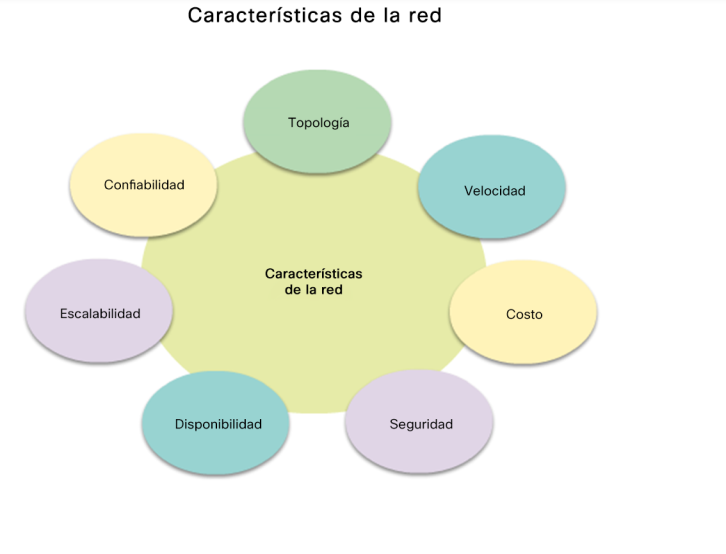 Características de la red
Topología
Confiabilidad
Velocidad
Características
de la red
Escalabilidad
Costo
Disponibilidad
Seguridad